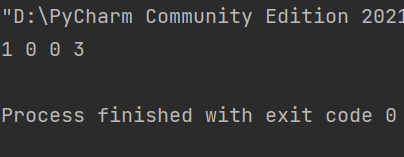 "D:\PyCharm Community Edition 2021
1 0 0 3
Process finished with exit code 0